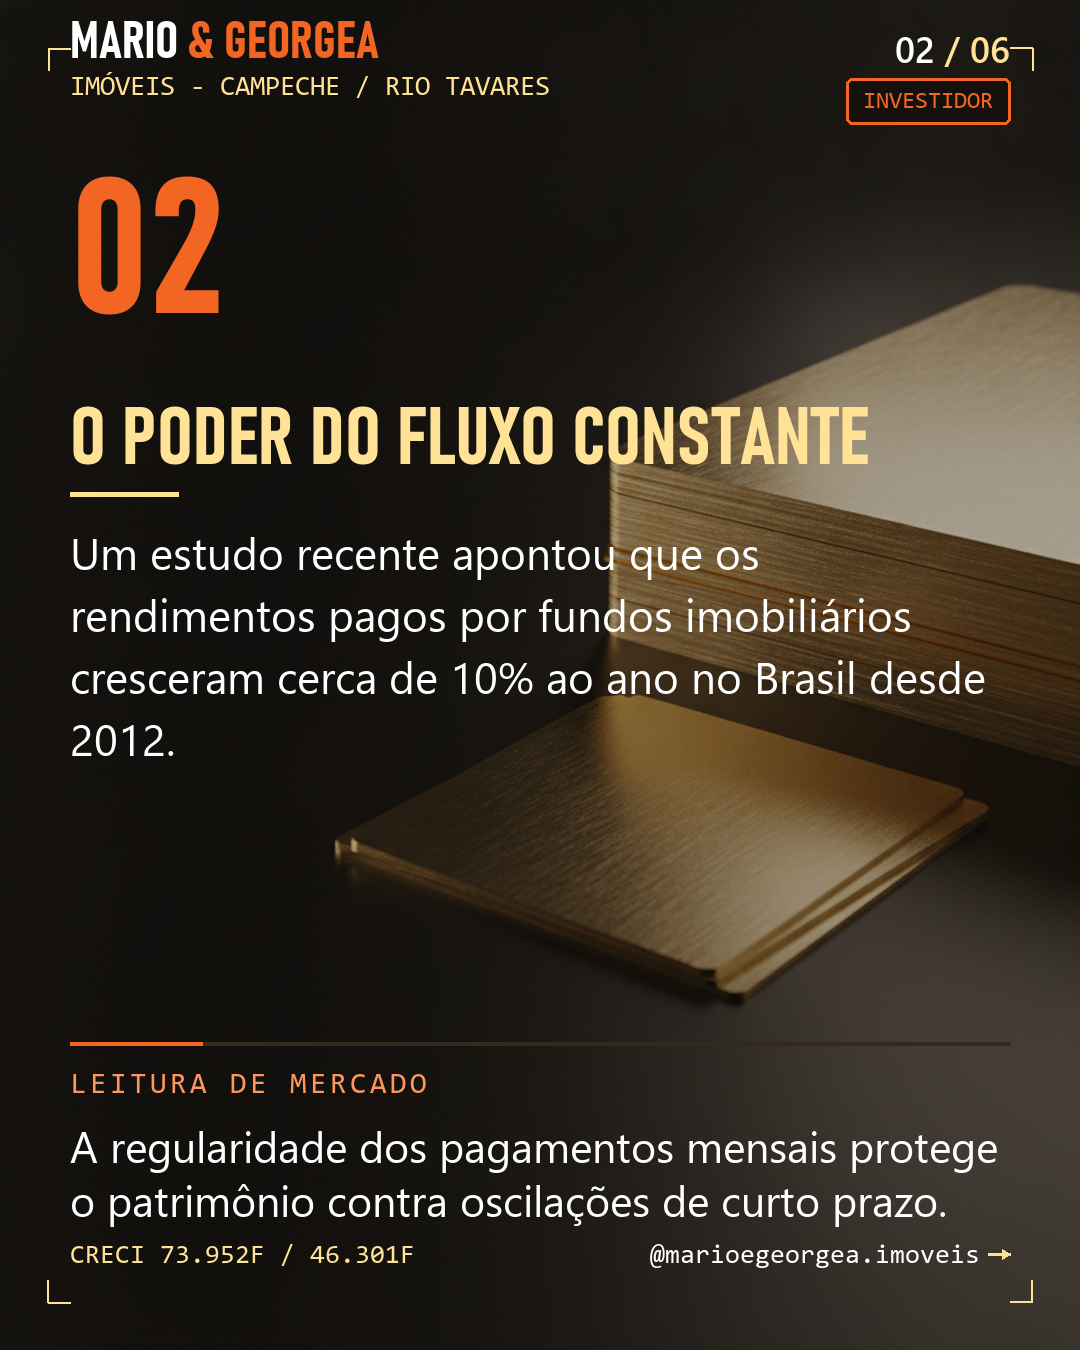 MARIO & GEORGEA
IMÓVEIS - CAMPECHE / RIO TAVARES
02 / 06
INVESTIDOR
02
O PODER DO FLUXO CONSTANTE
Um estudo recente apontou que os
rendimentos pagos por fundos imobiliários
cresceram cerca de 10% ao ano no Brasil desde
2012.
LEITURA DE MERCADO
A regularidade dos pagamentos mensais protege
o patrimônio contra oscilações de curto prazo.
CRECI 73.952F / 46.301F
@marioegeorgea.imoveis